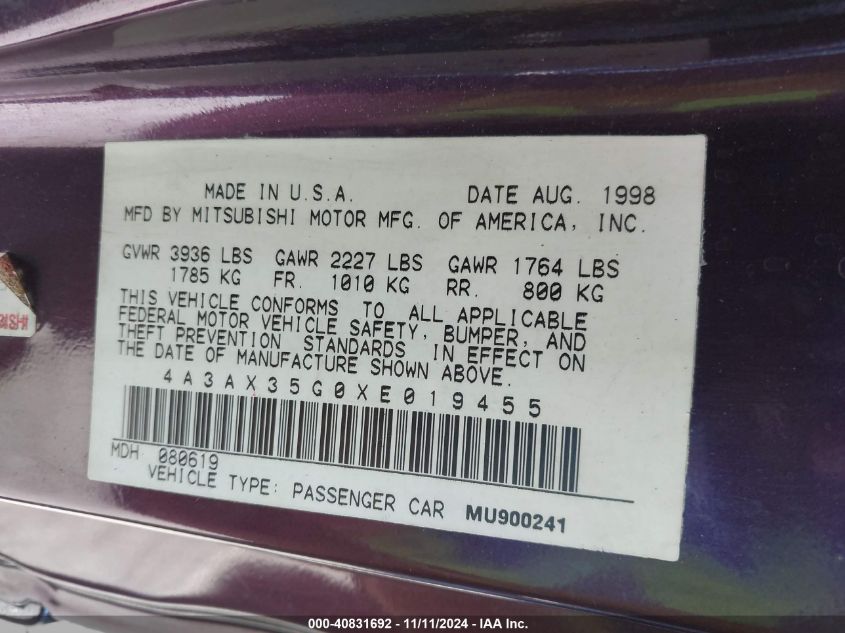 MADE IN U.S.A. DATE AUG. 1998
MFD BY MITSUBISHI MOTOR MFG. OF AMERICA, INC.
GVWR 3936 LBS GAWR 2227 LBS GAWR 1764 LBS
1785 KG FR. 1010 KG RR. 800 KG
THIS VEHICLE CONFORMS TO ALL APPLICABLE
FEDERAL MOTOR VEHICLE SAFETY, BUMPER, AND
THEFT PREVENTION STANDARDS IN EFFECT ON
THE DATE OF MANUFACTURE SHOWN ABOVE.
4A3AX35G0XE019455
MDH 080619
VEHICLE TYPE: PASSENGER CAR MU900241
000-40831692 - 11/11/2024 - IAA Inc.